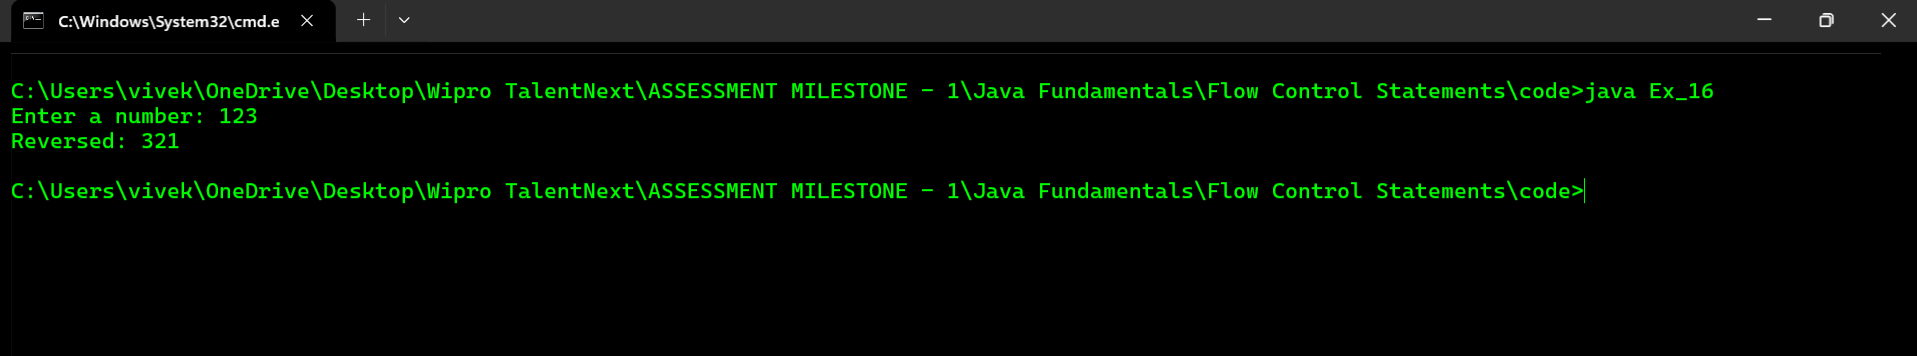 C:\Windows\System32\cmd.e
C:\Users\vivek\OneDrive\Desktop\Wipro TalentNext\ASSESSMENT MILESTONE - 1\Java Fundamentals\Flow Control Statements\code>java Ex_16
Enter a number: 123
Reversed: 321
C:\Users\vivek\OneDrive\Desktop\Wipro TalentNext\ASSESSMENT MILESTONE - 1\Java Fundamentals\Flow Control Statements\code>